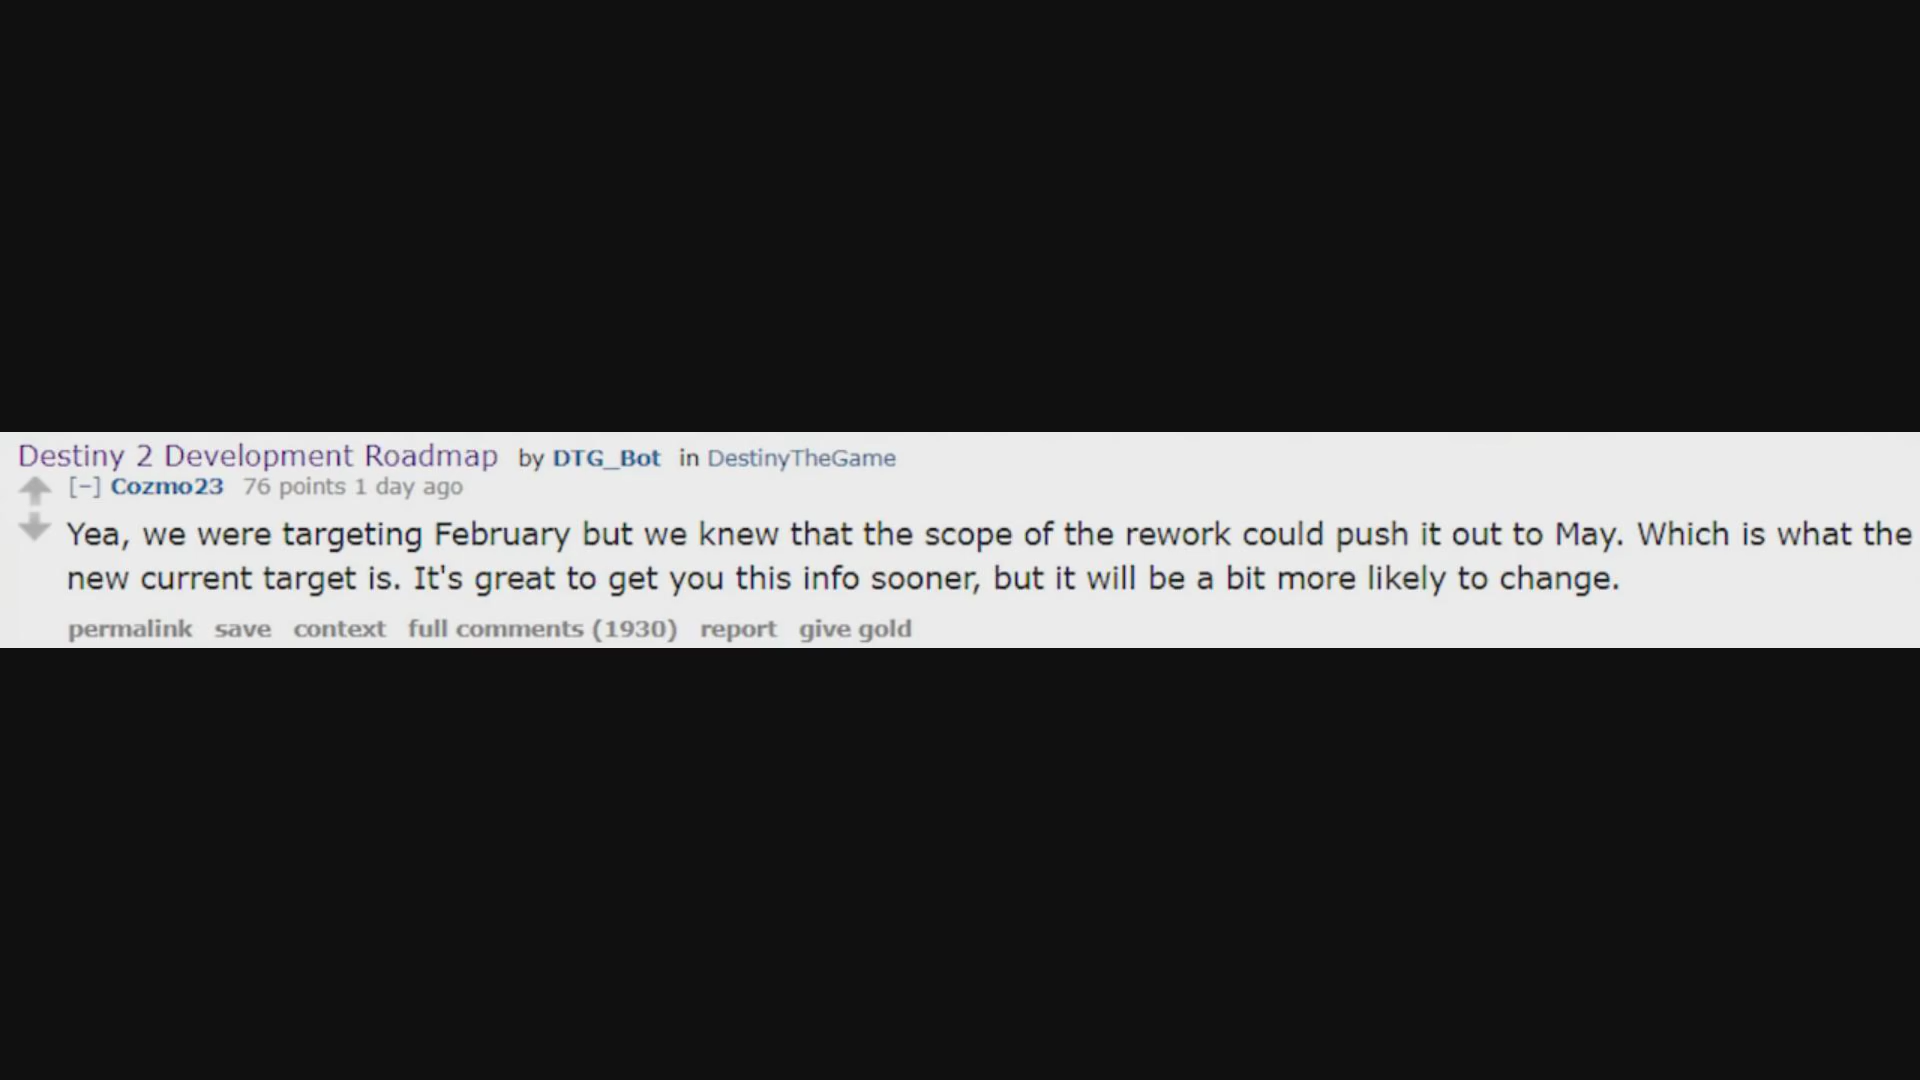 Destiny 2 Development Roadmap by DTG_Bot in DestinyTheGame
[–] Cozmo23 76 points 1 day ago
Yea, we were targeting February but we knew that the scope of the rework could push it out to May. Which is what the
new current target is. It's great to get you this info sooner, but it will be a bit more likely to change.
permalink save context full comments (1930) report give gold